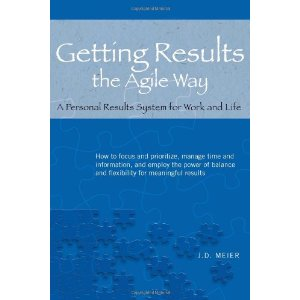 Getting Results
the Agile Way
A Personal Results System for Work and Life
How to focus and prioritize, manage time and
information, and employ the power of balance
and flexibility for meaningful results
J.D. MEIER